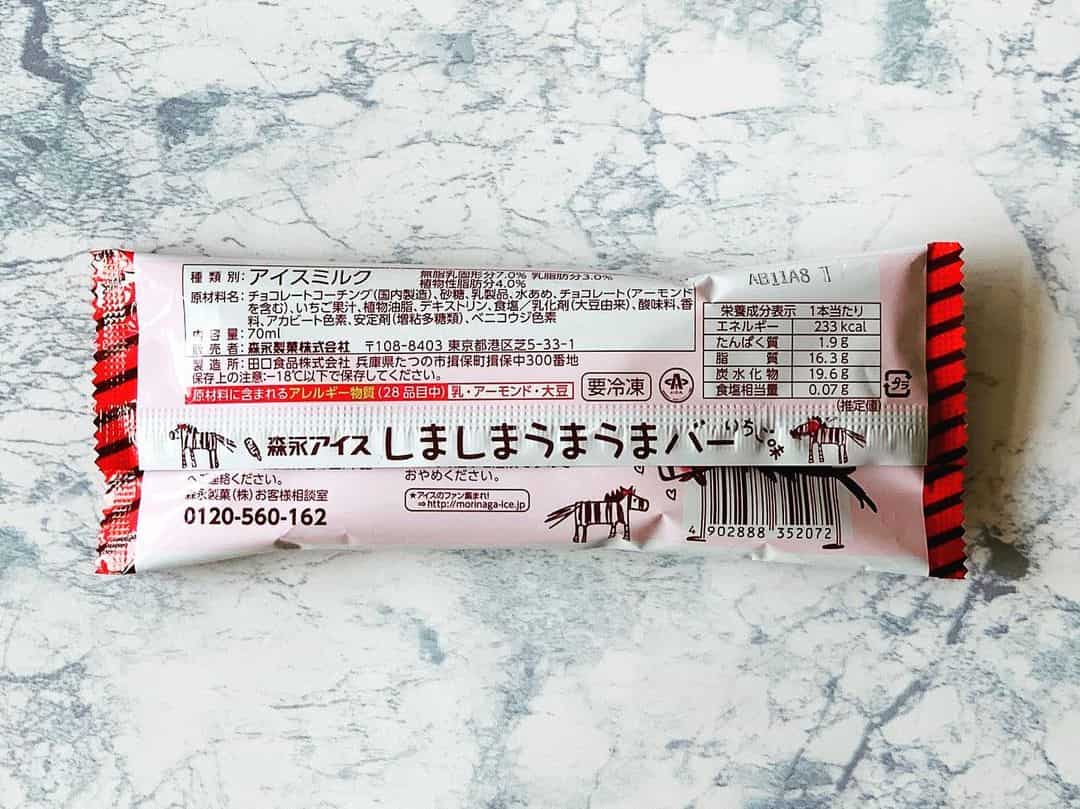 種類別：アイスミルク 無脂乳固形分7.0% 乳脂肪分3.0%
植物性脂肪分4.0%
原材料名：チョコレートコーチング（国内製造）、砂糖、乳製品、水あめ、チョコレート（アーモンド
を含む）、いちご果汁、植物油脂、デキストリン、食塩／乳化剤（大豆由来）、酸味料、香
料、アカビート色素、安定剤（増粘多糖類）、ベニコウジ色素
内容量：70ml
販売者：森永製菓株式会社 〒108-8403 東京都港区芝5-33-1
製造所：田口食品株式会社 兵庫県たつの市揖保町揖保中300番地
保存上の注意：-18℃以下で保存してください。
原材料に含まれるアレルギー物質（28品目中） 乳・アーモンド・大豆
要冷凍
AB11A8 T
栄養成分表示 1本当たり
エネルギー 233 kcal
たんぱく質 1.9 g
脂質 16.3 g
炭水化物 19.6 g
食塩相当量 0.07 g
（推定値）
プラ
森永アイス しましまうまうまバー いちご味
へご連絡ください。
森永製菓（株）お客様相談室
0120-560-162
おやめください。
★アイスのファン集まれ！
⇒http://morinaga-ice.jp
4 902888 352072